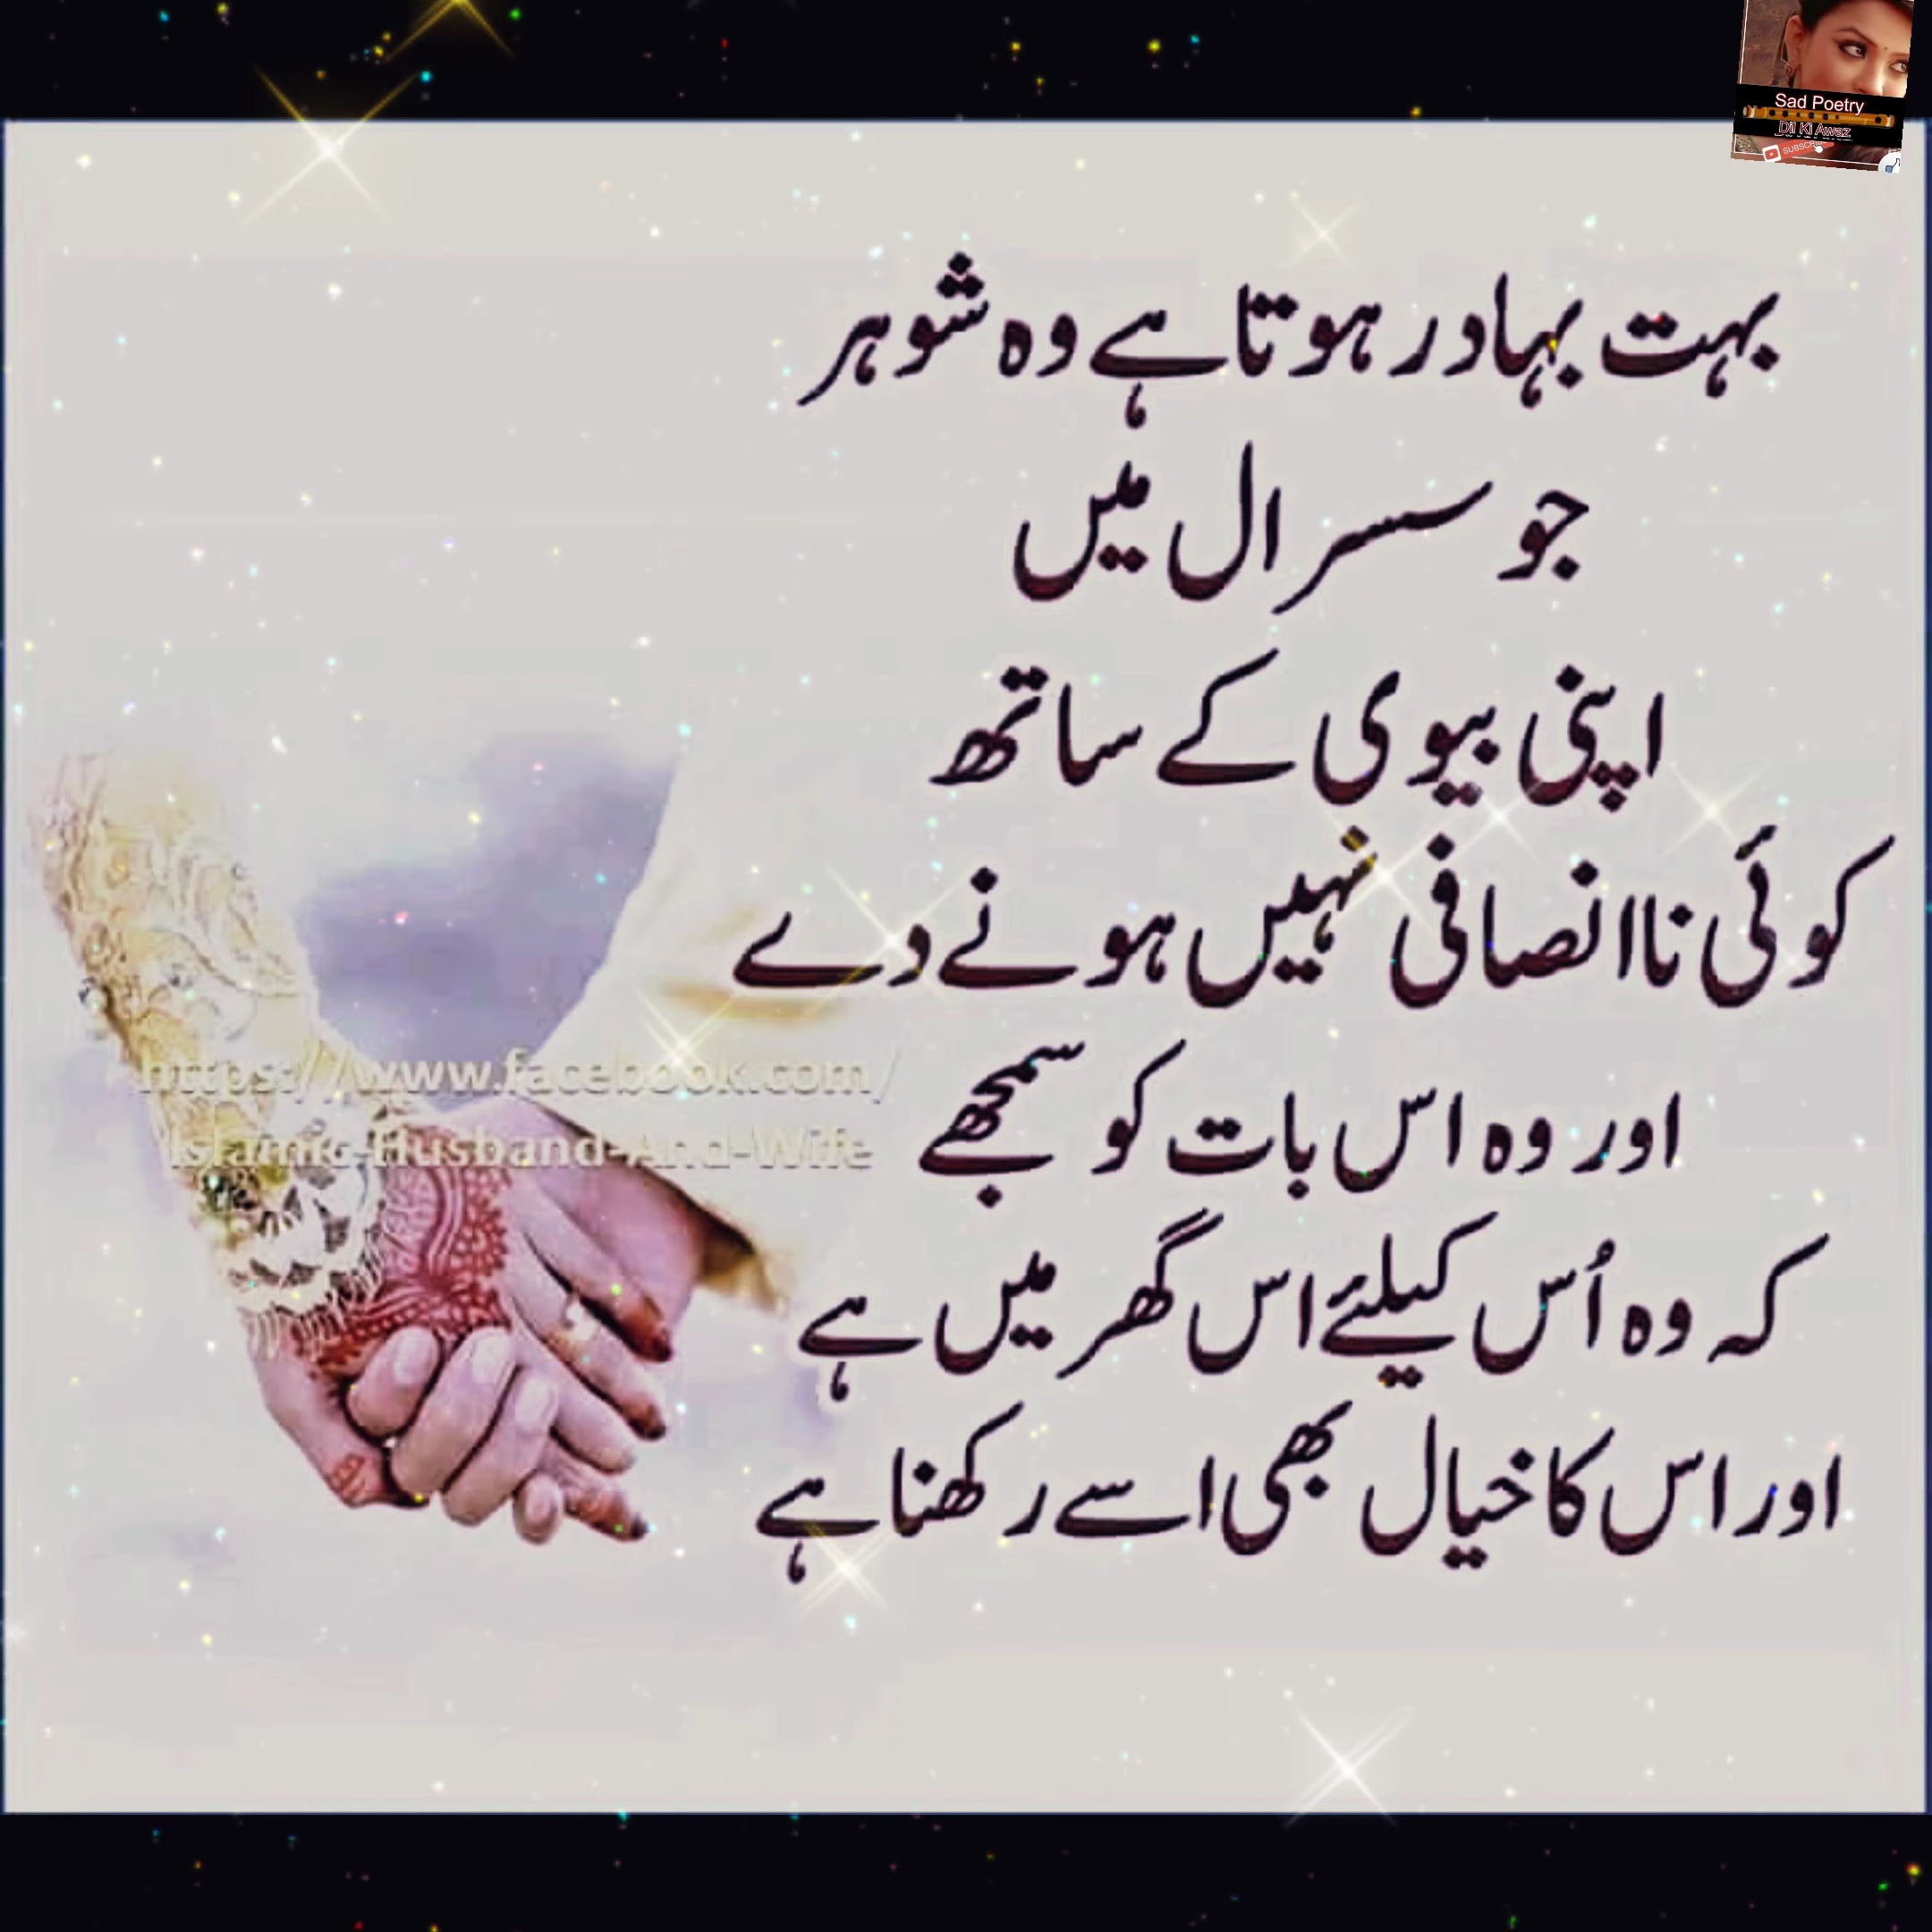 Sad Poetry
Dil Ki Awaz
SUBSCRIBE
بہت بہادر ہوتا ہے وہ شوہر
جو سسرال میں
اپنی بیوی کے ساتھ
کوئی ناانصافی نہیں ہونے دے
اور وہ اس بات کو سمجھے
کہ وہ اُس کیلئے اس گھر میں ہے
اور اس کا خیال بھی اسے رکھنا ہے
https://www.facebook.com/
Islamic-Husband-And-Wife